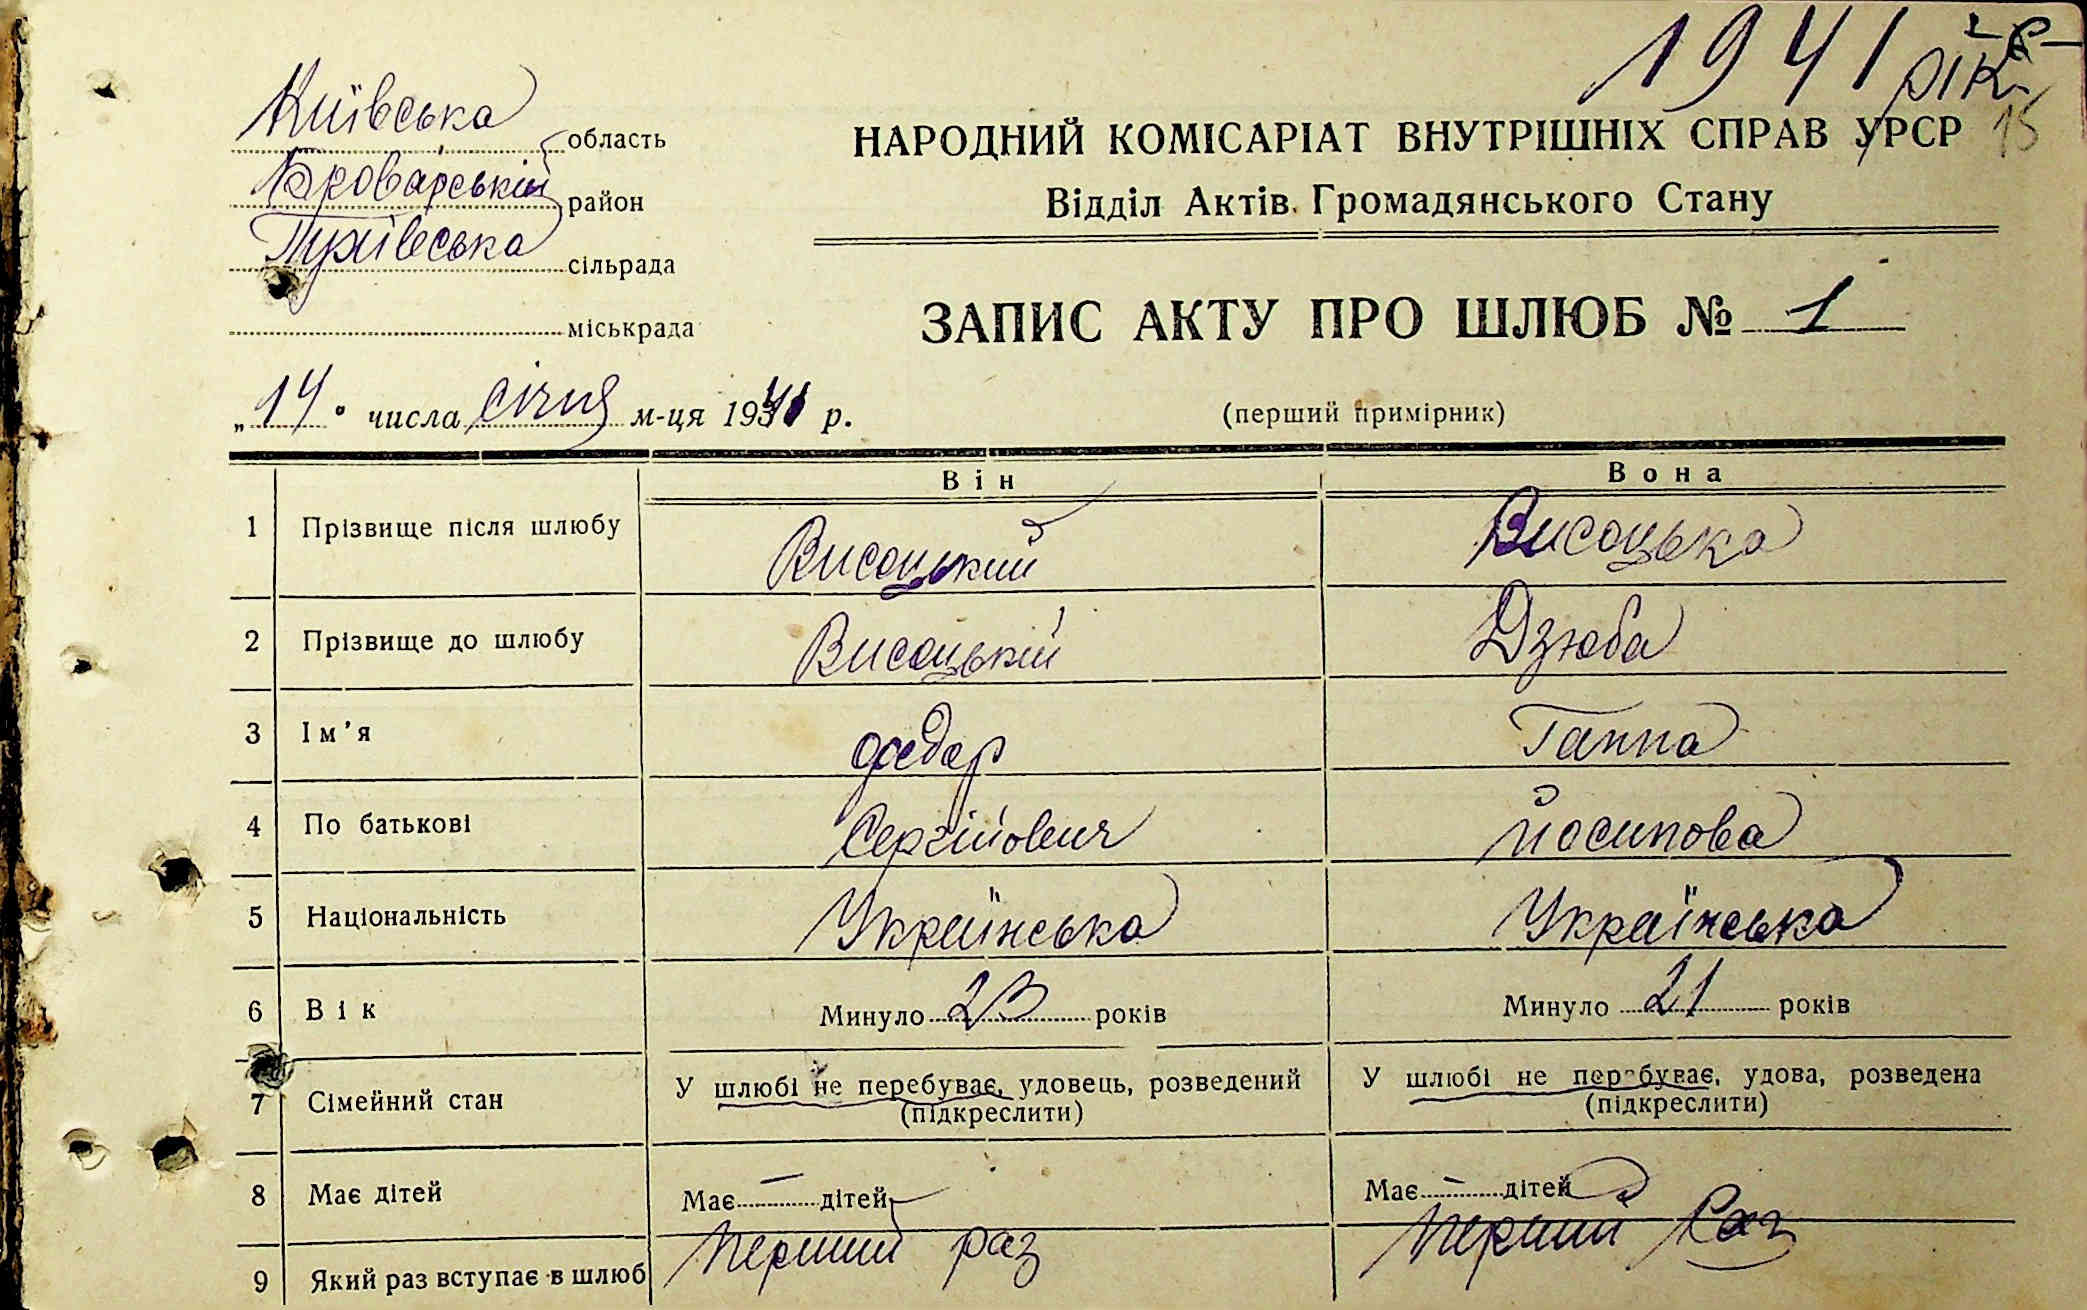 1941 рік
15
Київська область
Броварській район
Пухівська сільрада
міськрада
НАРОДНИЙ КОМІСАРІАТ ВНУТРІШНІХ СПРАВ УРСР
Відділ Актів Громадянського Стану
ЗАПИС АКТУ ПРО ШЛЮБ № 1
„14" числа січня м-ця 1941 р.
(перший примірник)
Він Вона
1 Прізвище після шлюбу Висоцький Висоцька
2 Прізвище до шлюбу Висоцькій Дзюба
3 Ім'я федор Ганна
4 По батькові Сергійович Йосипова
5 Національність Українська Українська
6 Вік Минуло 23 років Минуло 21 років
7 Сімейний стан У шлюбі не перебуває, удовець, розведений У шлюбі не перебуває, удова, розведена
(підкреслити) (підкреслити)
8 Має дітей Має — дітей Має — дітей
9 Який раз вступає в шлюб Перший раз Перший Раз